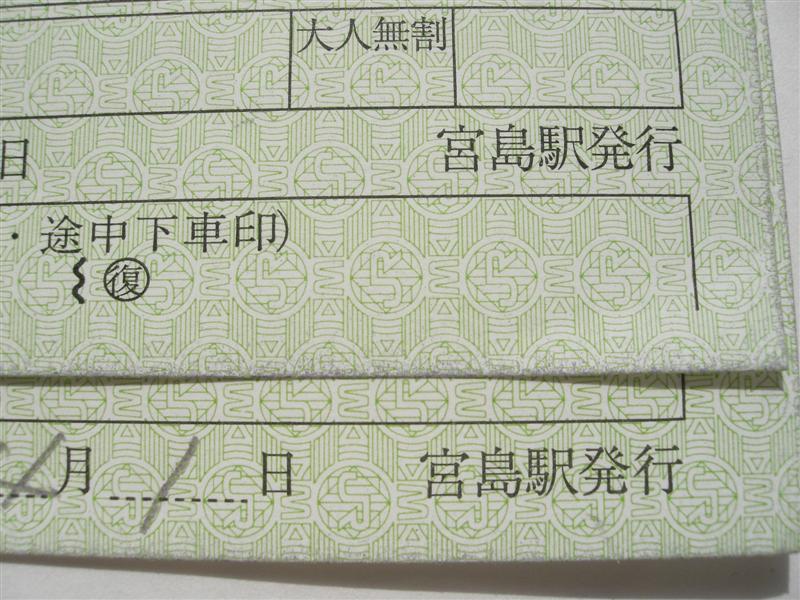 大人無割
日 宮島駅発行
・途中下車印)
復
月 1 日 宮島駅発行